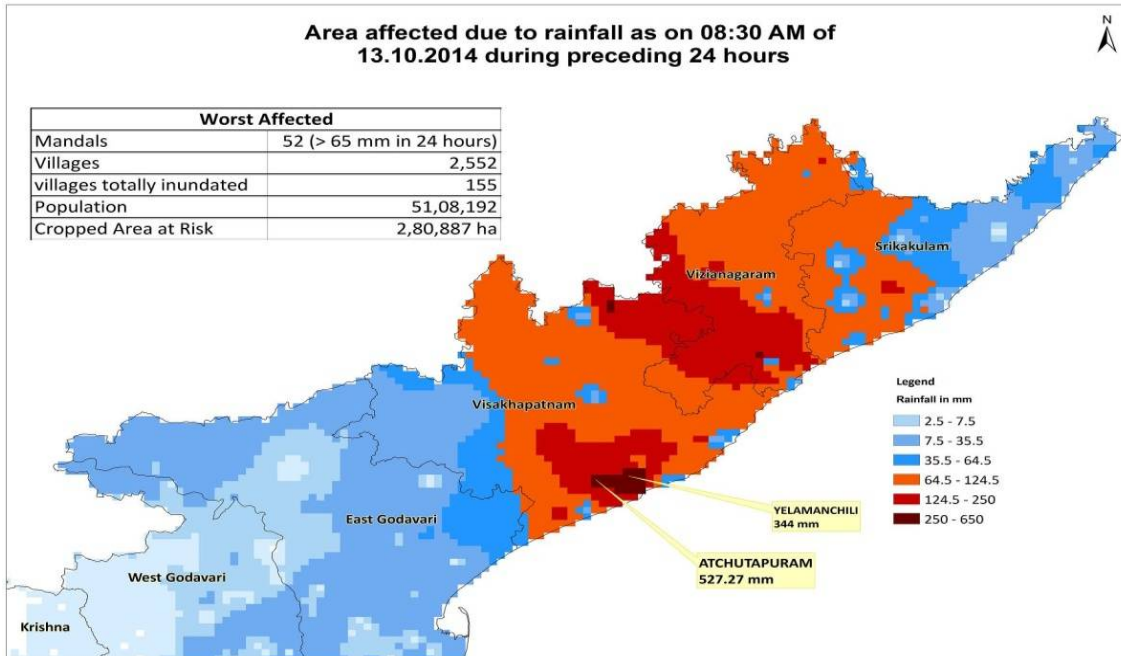 Area affected due to rainfall as on 08:30 AM of
13.10.2014 during preceding 24 hours
N
Worst Affected
Mandals 52 (> 65 mm in 24 hours)
Villages 2,552
villages totally inundated 155
Population 51,08,192
Cropped Area at Risk 2,80,887 ha
Srikakulam
Vizianagaram
Visakhapatnam
East Godavari
West Godavari
Krishna
Legend
Rainfall in mm
2.5 - 7.5
7.5 - 35.5
35.5 - 64.5
64.5 - 124.5
124.5 - 250
250 - 650
YELAMANCHILI
344 mm
ATCHUTAPURAM
527.27 mm